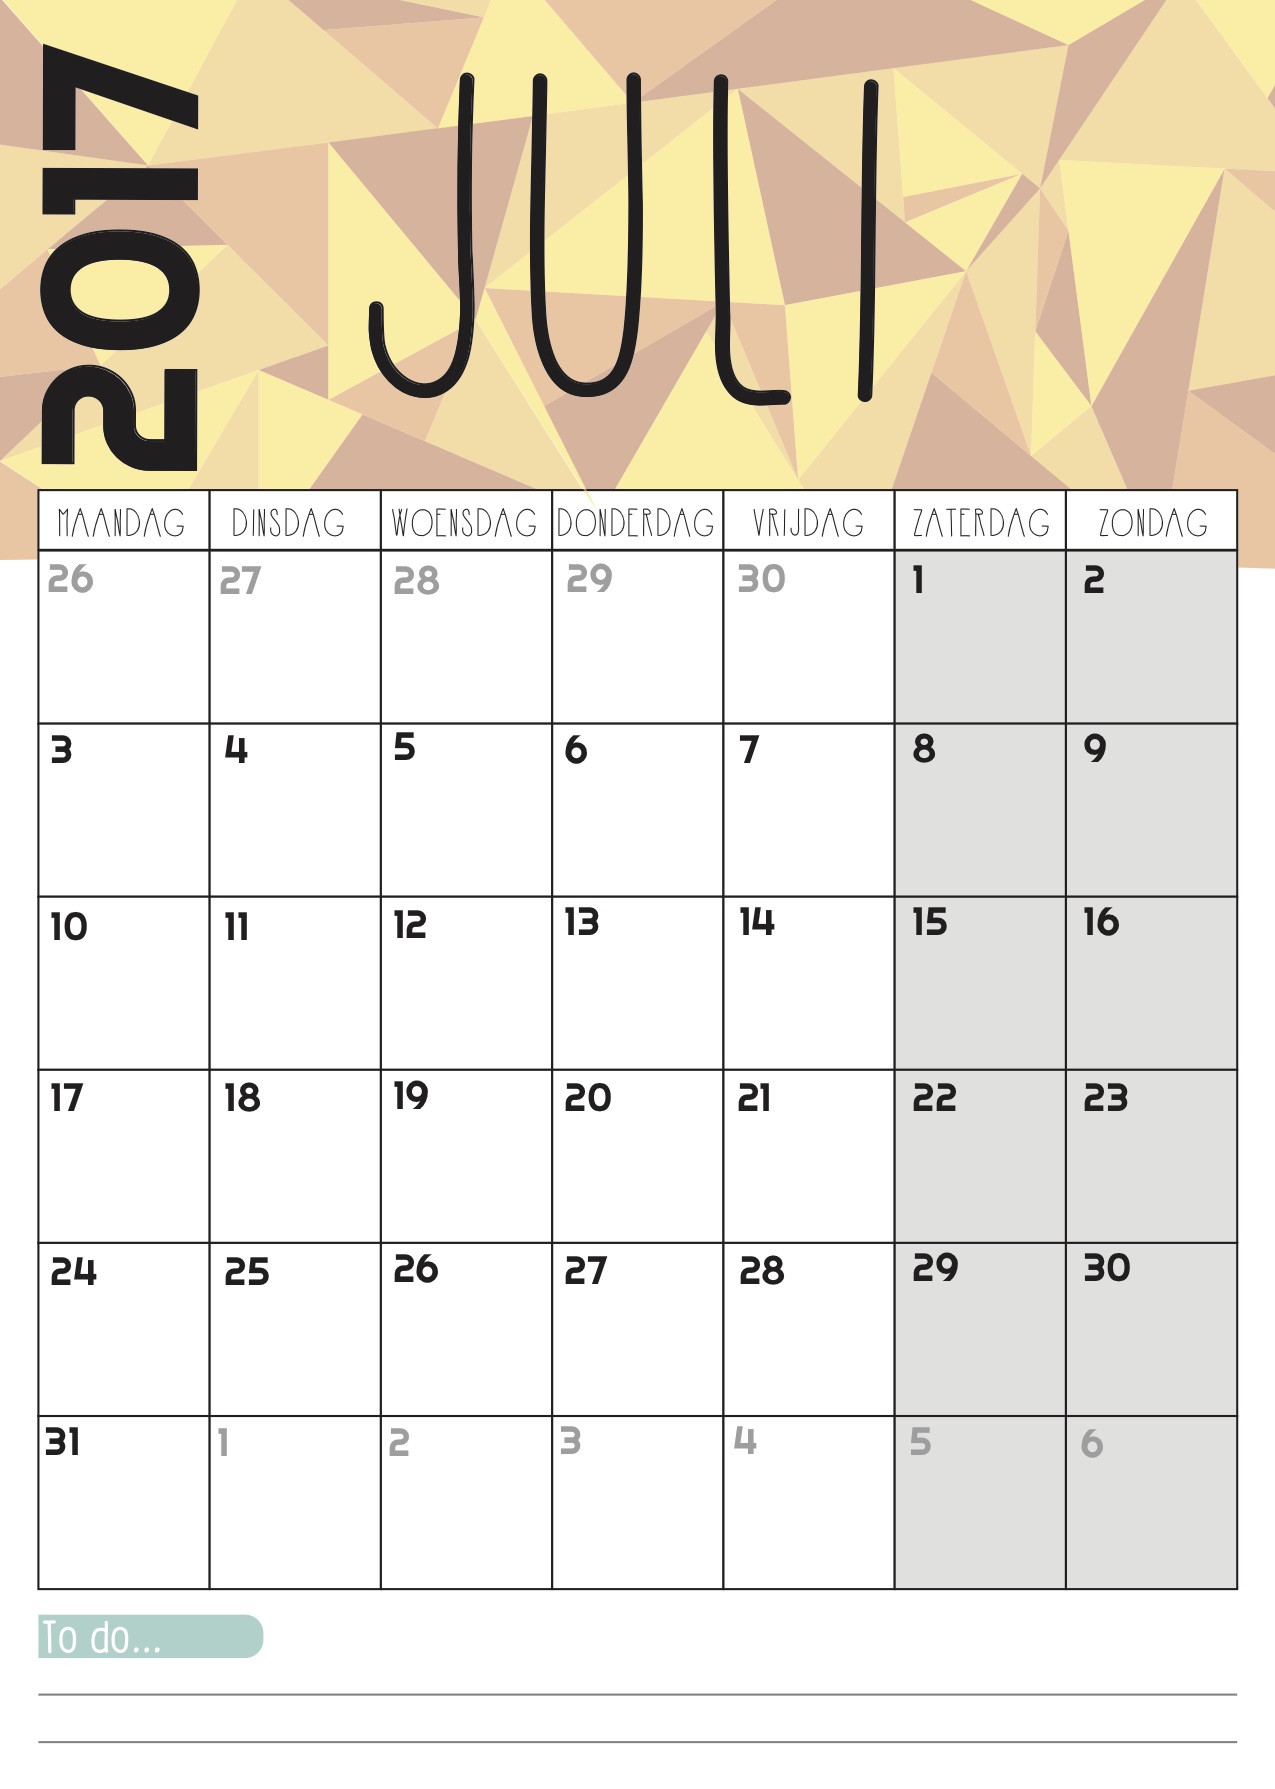 2017
JULI
MAANDAG DINSDAG WOENSDAG DONDERDAG VRIJDAG ZATERDAG ZONDAG
26 27 28 29 30 1 2
3 4 5 6 7 8 9
10 11 12 13 14 15 16
17 18 19 20 21 22 23
24 25 26 27 28 29 30
31 1 2 3 4 5 6
To do...